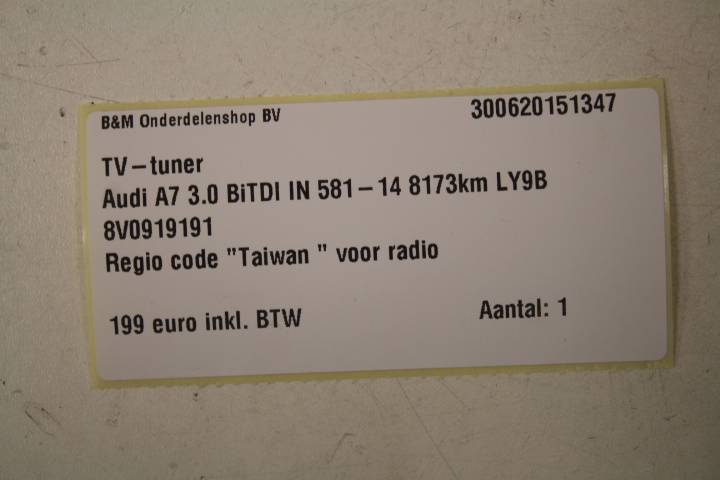 B&M Onderdelenshop BV 300620151347
TV-tuner
Audi A7 3.0 BiTDI IN 581-14 8173km LY9B
8V0919191
Regio code "Taiwan " voor radio
199 euro inkl. BTW Aantal: 1